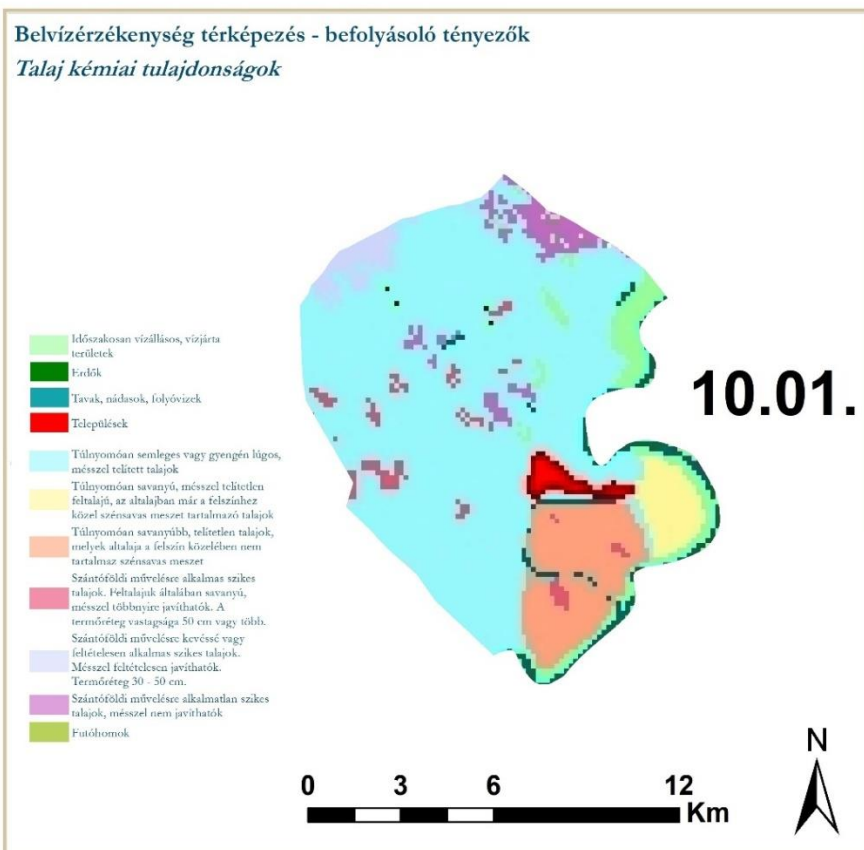 Belvízérzékenység térképezés - befolyásoló tényezők
Talaj kémiai tulajdonságok
Időszakosan vízállásos, vízjárta
területek
Erdők
Tavak, nádasok, folyóvizek
Települések
Túlnyomóan semleges vagy gyengén lúgos,
mésszel telített talajok
Túlnyomóan savanyú, mésszel telítetlen
feltalajú, az altalajban már a felszínhez
közel szénsavas meszet tartalmazó talajok
Túlnyomóan savanyúbb, telítetlen talajok,
melyek altalaja a felszín közelében nem
tartalmaz szénsavas meszet
Szántóföldi művelésre alkalmas szikes
talajok. Feltalajuk általában savanyú,
mésszel többnyire javíthatók. A
termőréteg vastagsága 50 cm vagy több.
Szántóföldi művelésre kevéssé vagy
feltételesen alkalmas szikes talajok.
Mésszel feltételesen javíthatók.
Termőréteg 30 - 50 cm.
Szántóföldi művelésre alkalmatlan szikes
talajok, mésszel nem javíthatók
Futóhomok
10.01.
N
0 3 6 12
Km